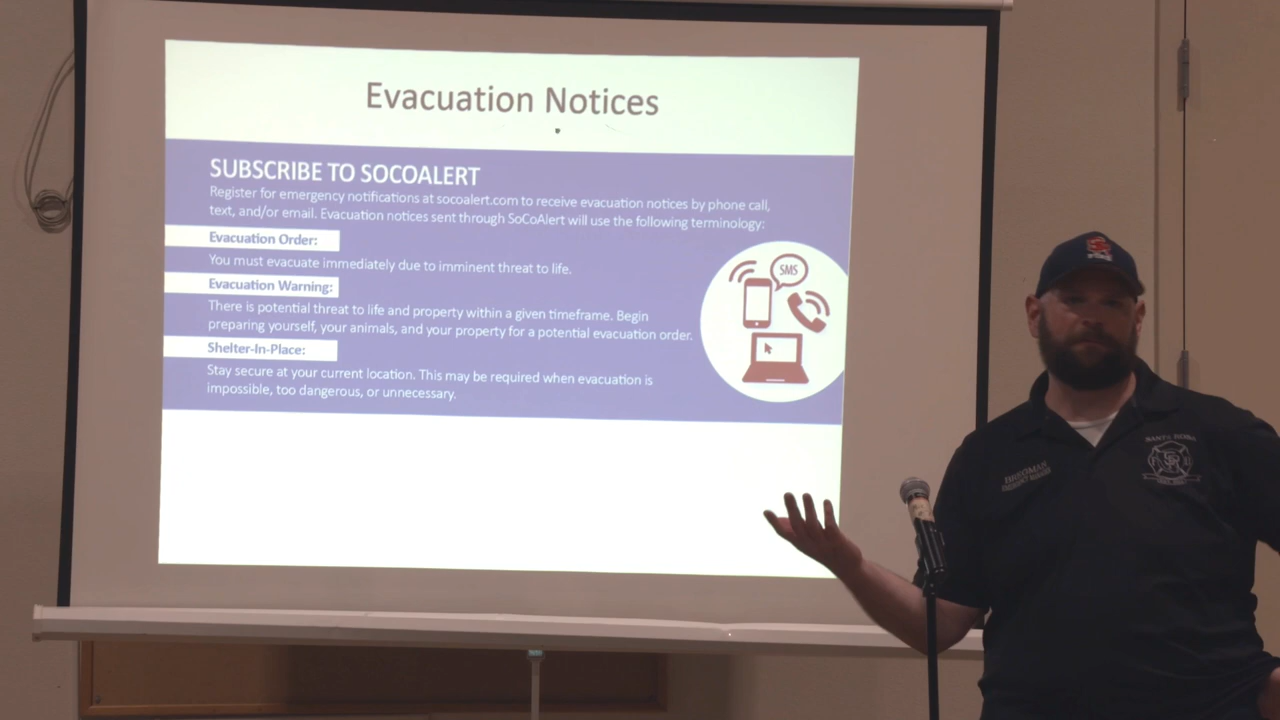 Evacuation Notices
SUBSCRIBE TO SOCOALERT
Register for emergency notifications at socoalert.com to receive evacuation notices by phone call,
text, and/or email. Evacuation notices sent through SoCoAlert will use the following terminology:
Evacuation Order:
You must evacuate immediately due to imminent threat to life.
Evacuation Warning:
There is potential threat to life and property within a given timeframe. Begin
preparing yourself, your animals, and your property for a potential evacuation order.
Shelter-In-Place:
Stay secure at your current location. This may be required when evacuation is
impossible, too dangerous, or unnecessary.
SMS
BREGMAN
EMERGENCY MANAGER
SANTA ROSA